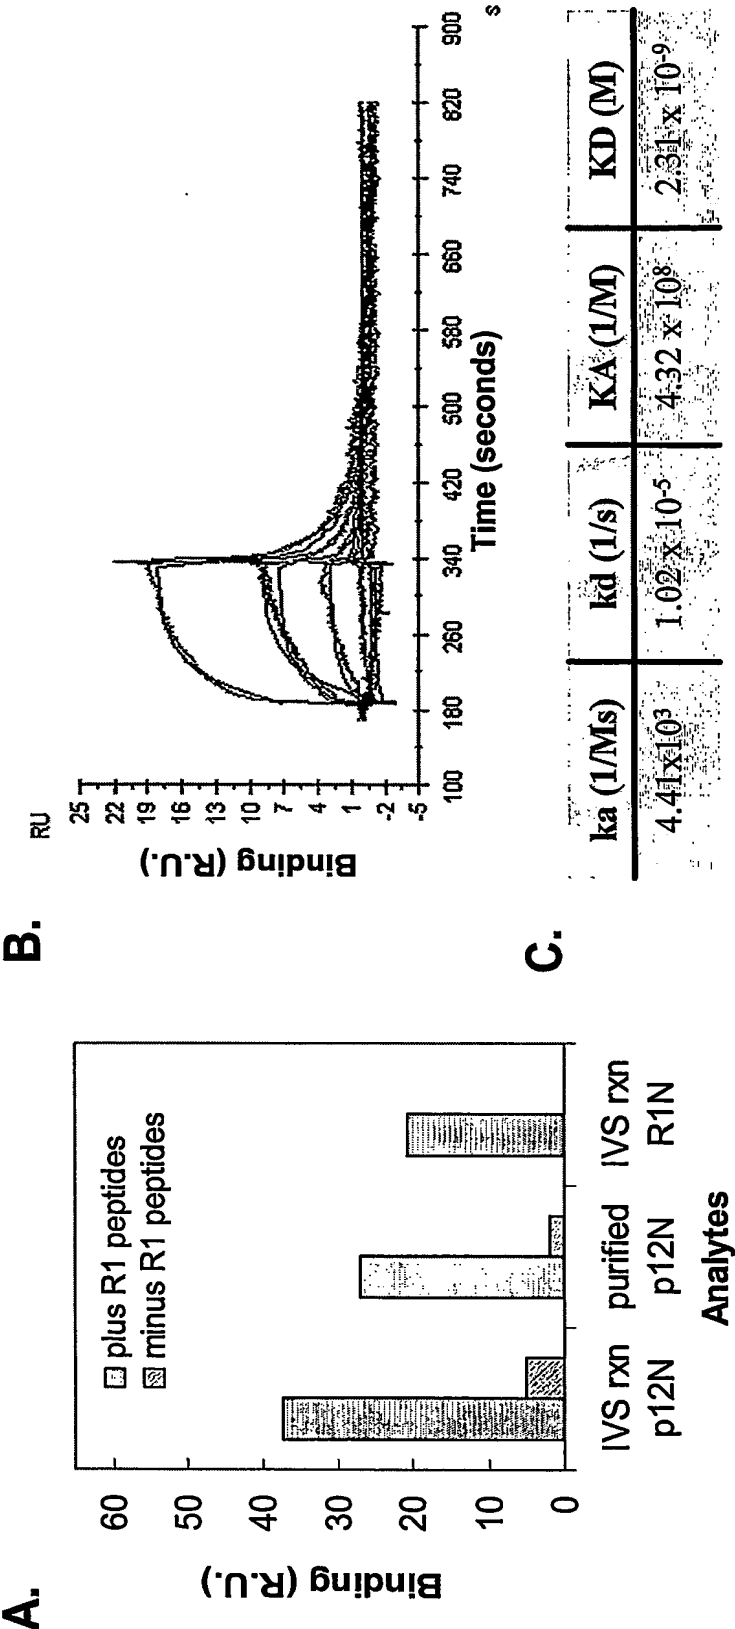 A.
Binding (R.U.)
60
50
40
30
20
10
0
plus R1 peptides
minus R1 peptides
IVS rxn p12N
purified p12N
IVS rxn R1N
Analytes
B.
RU
Binding (R.U.)
25
22
19
16
13
10
7
4
1
-2
-5
100 180 260 340 420 500 580 660 740 820 900
s
Time (seconds)
C.
ka (1/Ms) kd (1/s) KA (1/M) KD (M)
4.41x10³ 1.02 x 10⁻⁵ 4.32 x 10⁸ 2.31 x 10⁻⁹